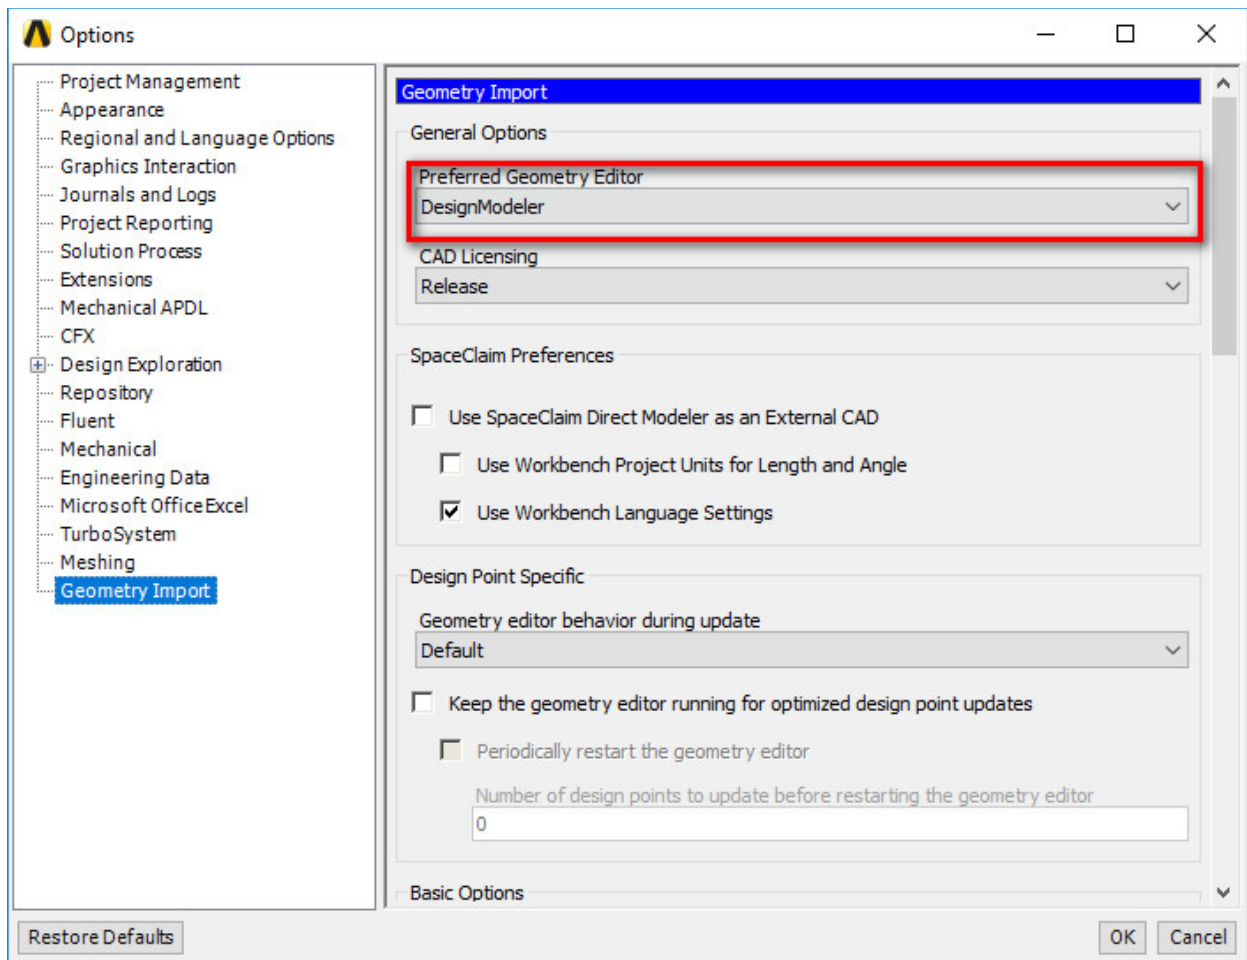 Options
Project Management
Appearance
Regional and Language Options
Graphics Interaction
Journals and Logs
Project Reporting
Solution Process
Extensions
Mechanical APDL
CFX
Design Exploration
Repository
Fluent
Mechanical
Engineering Data
Microsoft Office Excel
TurboSystem
Meshing
Geometry Import
Geometry Import
General Options
Preferred Geometry Editor
DesignModeler
CAD Licensing
Release
SpaceClaim Preferences
Use SpaceClaim Direct Modeler as an External CAD
Use Workbench Project Units for Length and Angle
Use Workbench Language Settings
Design Point Specific
Geometry editor behavior during update
Default
Keep the geometry editor running for optimized design point updates
Periodically restart the geometry editor
Number of design points to update before restarting the geometry editor
0
Basic Options
Restore Defaults
OK
Cancel